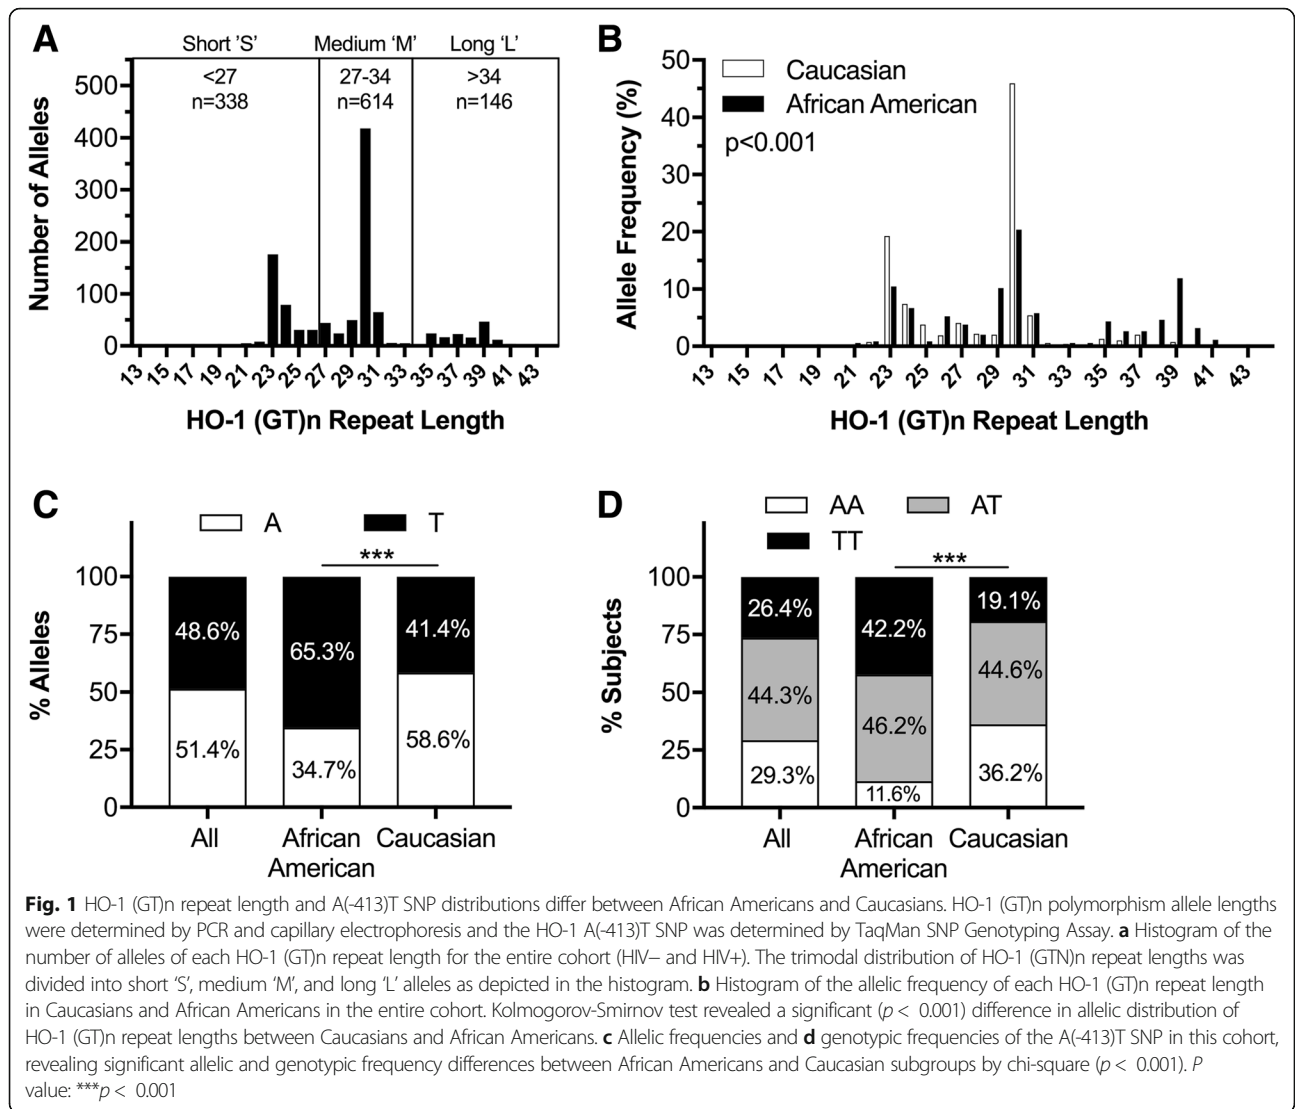 A
Short 'S'
Medium 'M'
Long 'L'
<27
n=338
27-34
n=614
>34
n=146
Number of Alleles
500
400
300
200
100
0
13 15 17 19 21 23 25 27 29 31 33 35 37 39 41 43
HO-1 (GT)n Repeat Length
B
Caucasian
African American
p<0.001
Allele Frequency (%)
50
40
30
20
10
0
13 15 17 19 21 23 25 27 29 31 33 35 37 39 41 43
HO-1 (GT)n Repeat Length
C
A T
***
% Alleles
100
75
50
25
0
48.6%
51.4%
65.3%
34.7%
41.4%
58.6%
All
African
American
Caucasian
D
AA AT
TT
***
% Subjects
100
75
50
25
0
26.4%
44.3%
29.3%
42.2%
46.2%
11.6%
19.1%
44.6%
36.2%
All
African
American
Caucasian
Fig. 1 HO-1 (GT)n repeat length and A(-413)T SNP distributions differ between African Americans and Caucasians. HO-1 (GT)n polymorphism allele lengths
were determined by PCR and capillary electrophoresis and the HO-1 A(-413)T SNP was determined by TaqMan SNP Genotyping Assay. a Histogram of the
number of alleles of each HO-1 (GT)n repeat length for the entire cohort (HIV− and HIV+). The trimodal distribution of HO-1 (GTN)n repeat lengths was
divided into short 'S', medium 'M', and long 'L' alleles as depicted in the histogram. b Histogram of the allelic frequency of each HO-1 (GT)n repeat length
in Caucasians and African Americans in the entire cohort. Kolmogorov-Smirnov test revealed a significant (p < 0.001) difference in allelic distribution of
HO-1 (GT)n repeat lengths between Caucasians and African Americans. c Allelic frequencies and d genotypic frequencies of the A(-413)T SNP in this cohort,
revealing significant allelic and genotypic frequency differences between African Americans and Caucasian subgroups by chi-square (p < 0.001). P
value: ***p < 0.001